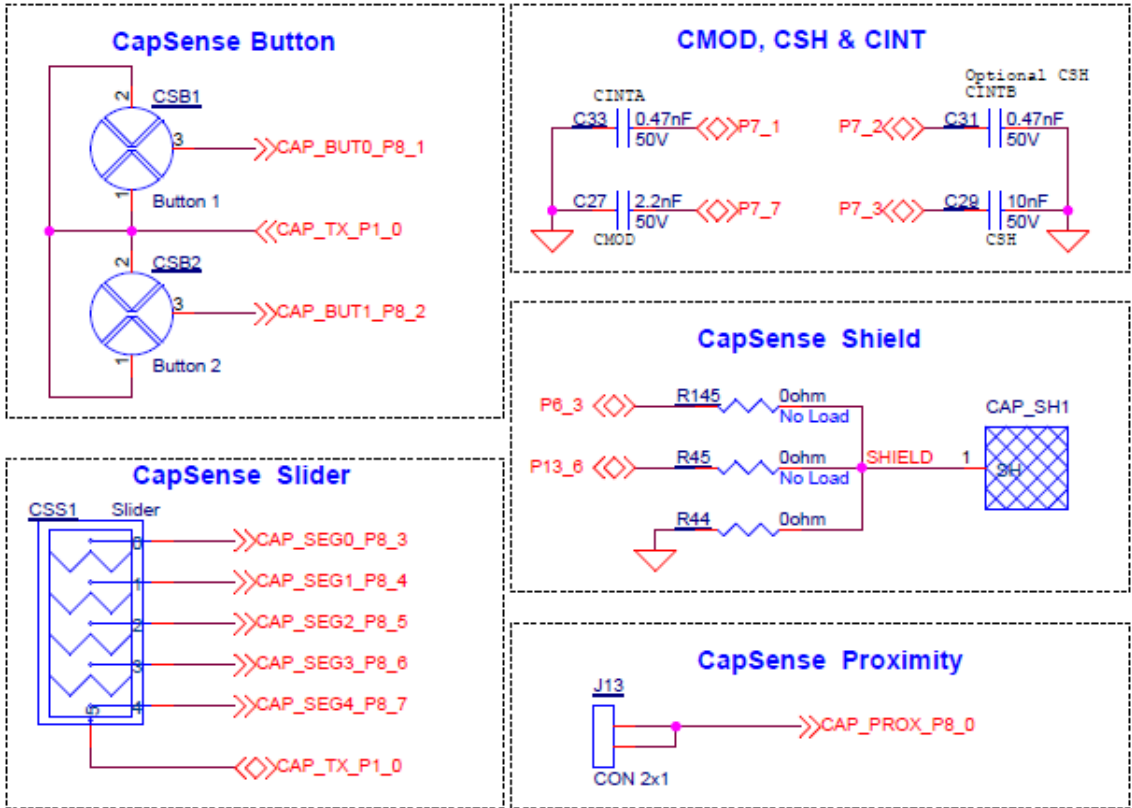 CapSense Button
2
CSB1
3
CAP_BUT0_P8_1
1
Button 1
CAP_TX_P1_0
2
CSB2
3
CAP_BUT1_P8_2
1
Button 2
CMOD, CSH & CINT
Optional CSH
CINTA
CINTB
C33
0.47nF
50V
P7_1
P7_2
C31
0.47nF
50V
C27
2.2nF
50V
P7_7
P7_3
C29
10nF
50V
CMOD
CSH
CapSense Shield
P6_3
R145
0ohm
No Load
CAP_SH1
P13_6
R45
0ohm
No Load
SHIELD
1
SH
R44
0ohm
CapSense Slider
CSS1
Slider
0
CAP_SEG0_P8_3
1
CAP_SEG1_P8_4
2
CAP_SEG2_P8_5
3
CAP_SEG3_P8_6
4
CAP_SEG4_P8_7
5
CAP_TX_P1_0
CapSense Proximity
J13
CAP_PROX_P8_0
CON 2x1